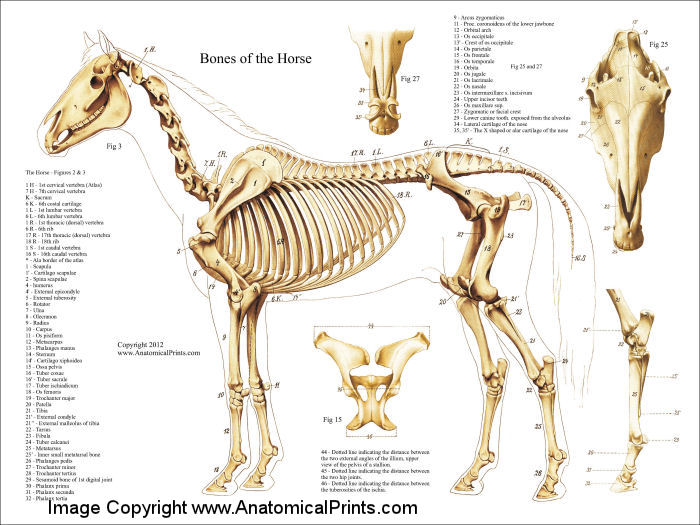 Bones of the Horse
1.H.
Fig 3
7.H.
1R.
17.R.
1.L.
18.R.
6.L.
K.
1.S.
16.S
6.K.
17.
Fig 27
9 - Arcus zygomaticus
11 - Proc. coronoideus of the lower jawbone
12 - Orbital arch
13 - Os occipitale
13' - Crest of os occipitale
14 - Os parietale
15 - Os frontale
16 - Os temporale
19 - Orbita
20 - Os jugale
21 - Os lacrimale
22 - Os nasale
23 - Os intermaxillare s. incisivum
24 - Upper incisor teeth
26 - Os maxillare sup.
27 - Zygomatic or facial crest
29 - Lower canine tooth, exposed from the alveolus
34 - Lateral cartilage of the nose
35, 35' - The X shaped or alar cartilage of the nose
Fig 25 and 27
Fig 25
The Horse - Figures 2 & 3
1 H - 1st cervical vertebra (Atlas)
7 H - 7th cervical vertebra
K - Sacrum
6 K - 6th costal cartilage
1 L - 1st lumbar vertebra
6 L - 6th lumbar vertebra
1 R - 1st thoracic (dorsal) vertebra
6 R - 6th rib
17 R - 17th thoracic (dorsal) vertebra
18 R - 18th rib
1 S - 1st caudal vertebra
16 S - 16th caudal vertebra
* - Ala border of the atlas
1 - Scapula
1' - Cartilago scapulae
2 - Spina scapulae
4 - humerus
4' - External epicondyle
5 - External tuberosity
6 - Rotator
7 - Ulna
8 - Olecranon
9 - Radius
10 - Carpus
11 - Os pisiform
12 - Metacarpus
13 - Phalanges manus
14 - Sternum
14' - Cartilago xiphoideo
15 - Ossa pelvis
16 - Tuber coxae
16' - Tuber sacrale
17 - Tuber ischiadicum
18 - Os femoris
19 - Trochanter major
20 - Patella
21 - Tibia
21' - External condyle
21" - External malleolus of tibia
22 - Tarsus
23 - Fibula
24 - Tuber calcanei
25 - Metatarsus
25' - Inner small metatarsal bone
26 - Phalanges pedis
27 - Trochanter minor
28 - Trochanter tertius
29 - Sesamoid bone of 1st digital joint
30 - Phalanx prima
31 - Phalanx secunda
32 - Phalanx tertia
Copyright 2012
www.AnatomicalPrints.com
Fig 15
44 - Dotted line indicating the distance between
the two external angles of the illium, upper
view of the pelvis of a stallion.
45 - Dotted line indicating the distance between
the two hip joints.
46 - Dotted line indicating the distance between
the tuberosities of the ischia.
Image Copyright www.AnatomicalPrints.com